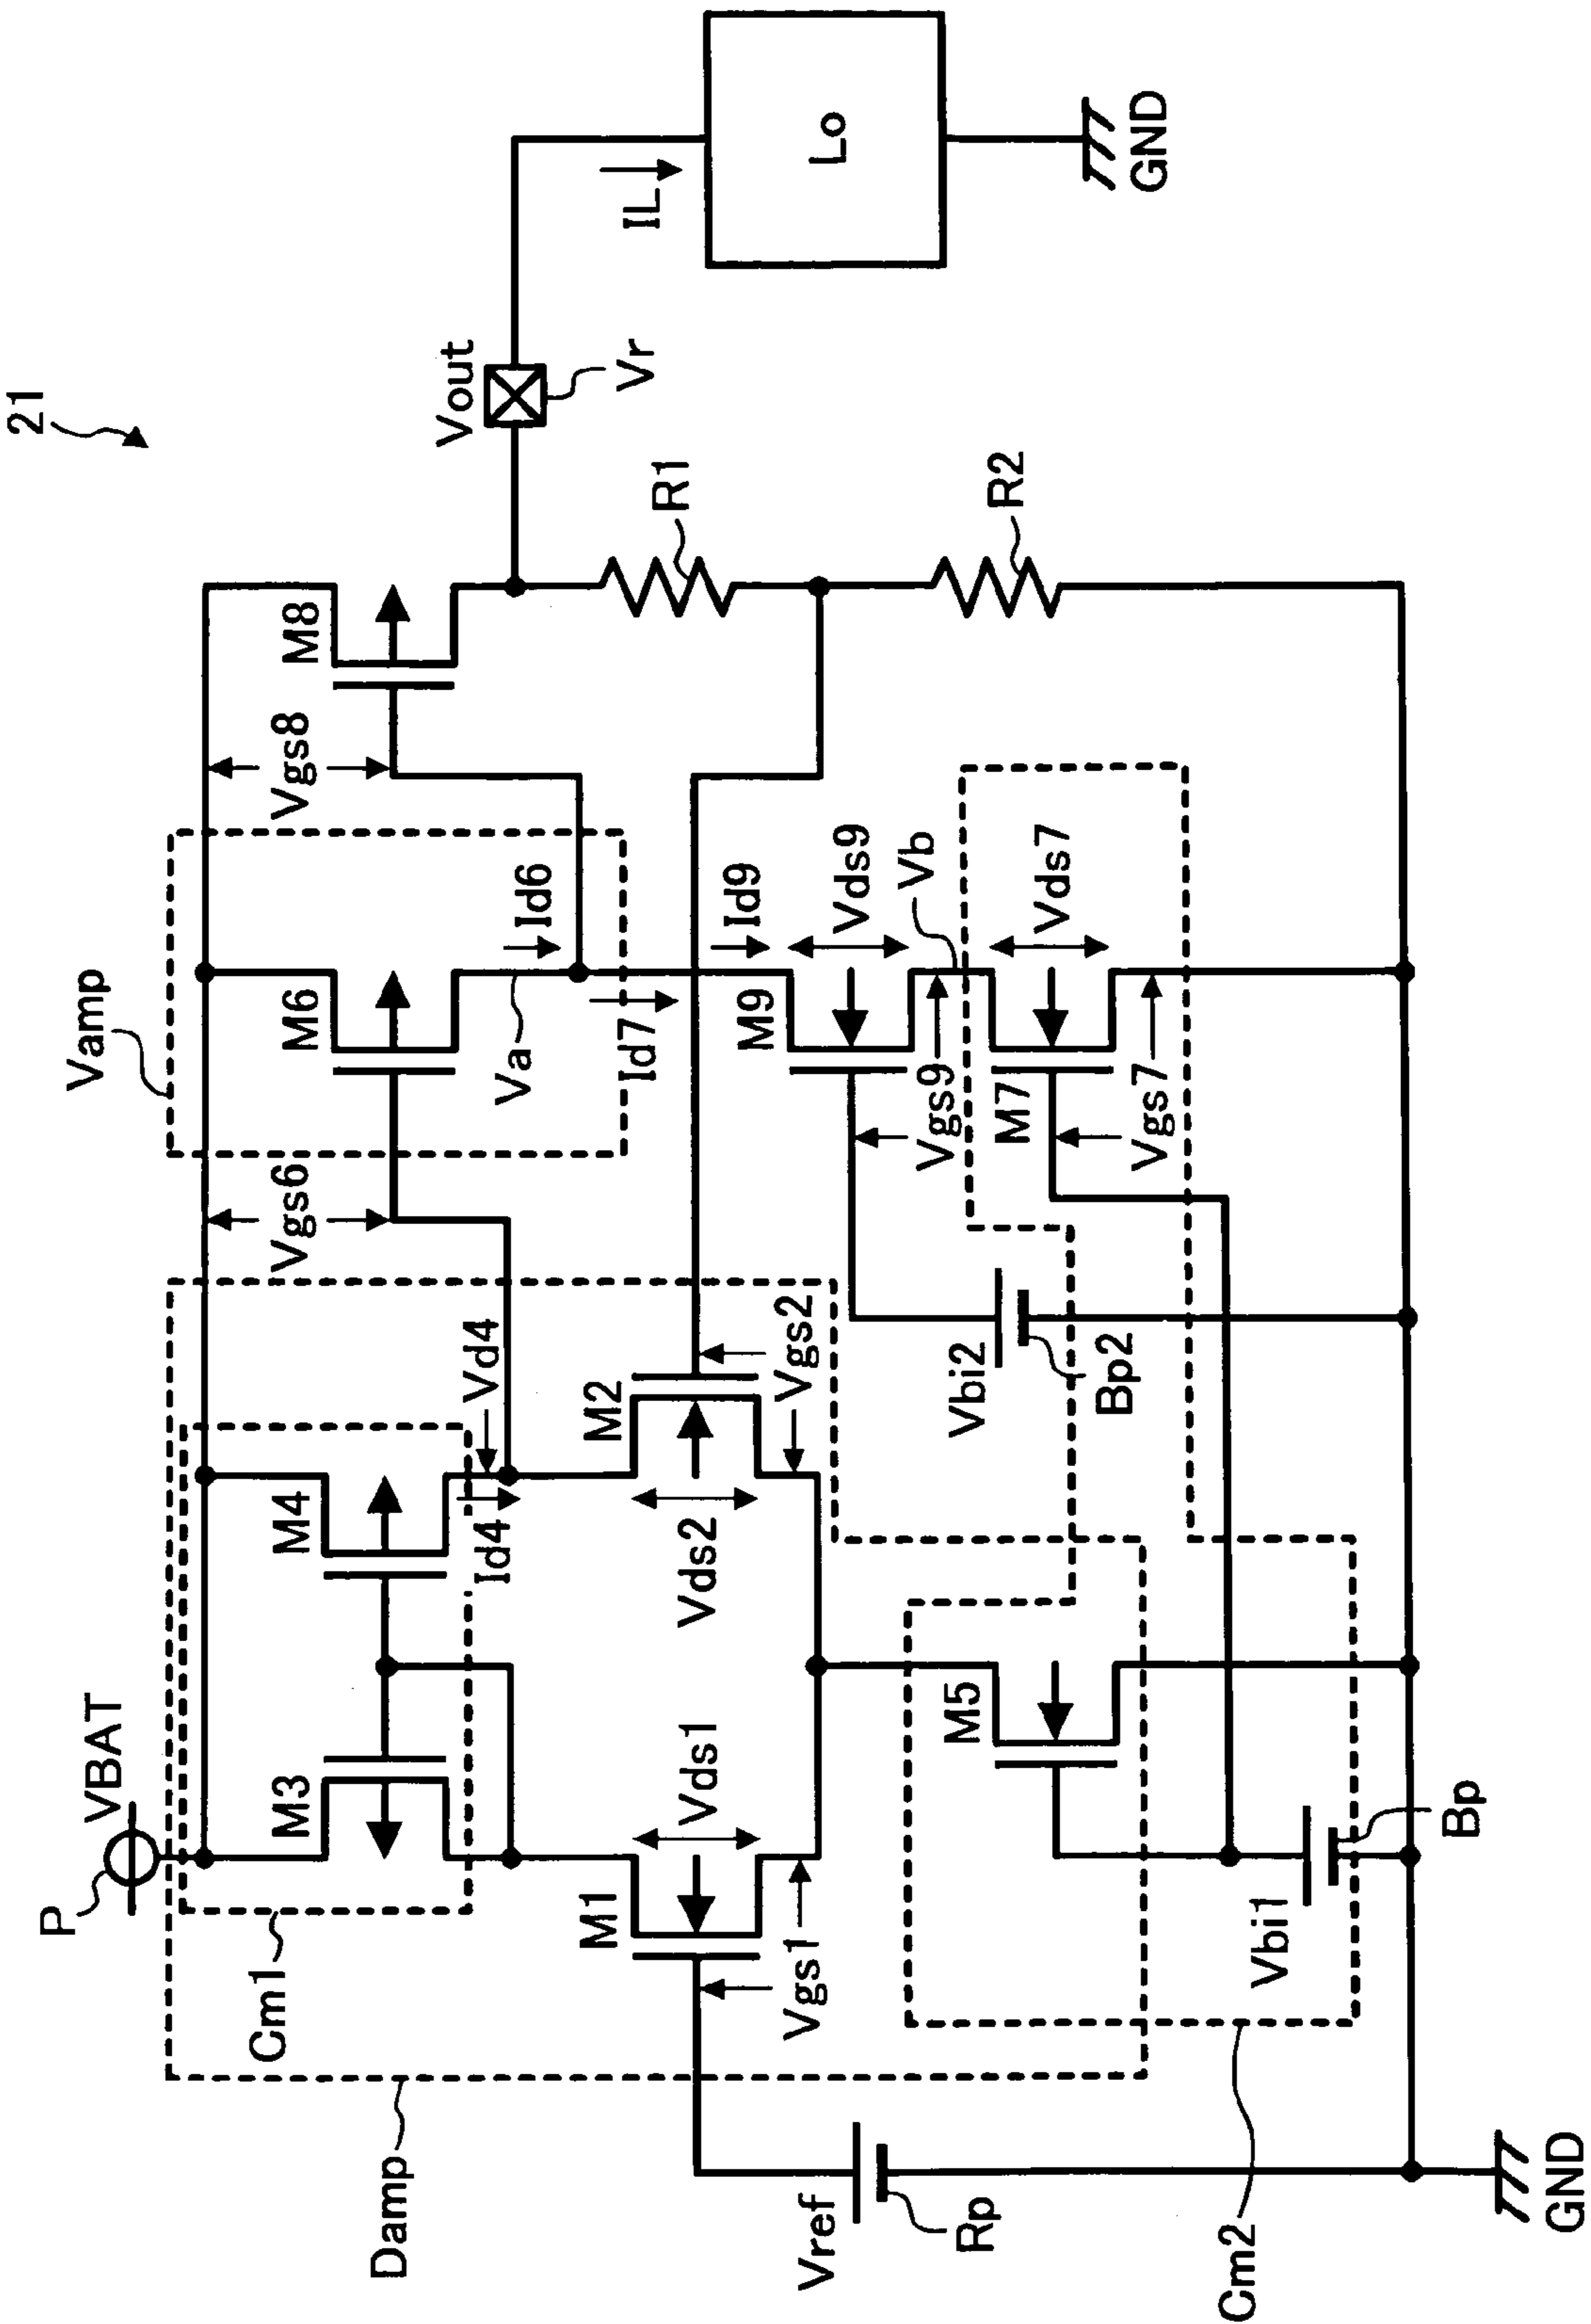 21
P
VBAT
Vamp
Vgs6
Vgs8
M3
M4
M6
M8
Vout
Vr
IL
Lo
GND
Cm1
Id4
Vd4
Va
Id6
Id7
Damp
M1
Vgs1
Vds1
Vds2
M2
Vgs2
R1
Id9
M9
Vds9
Vgs9
Vb
Vref
Rp
M5
Vbi2
Bp2
M7
Vds7
Vgs7
R2
Vbi1
Bp
Cm2
GND